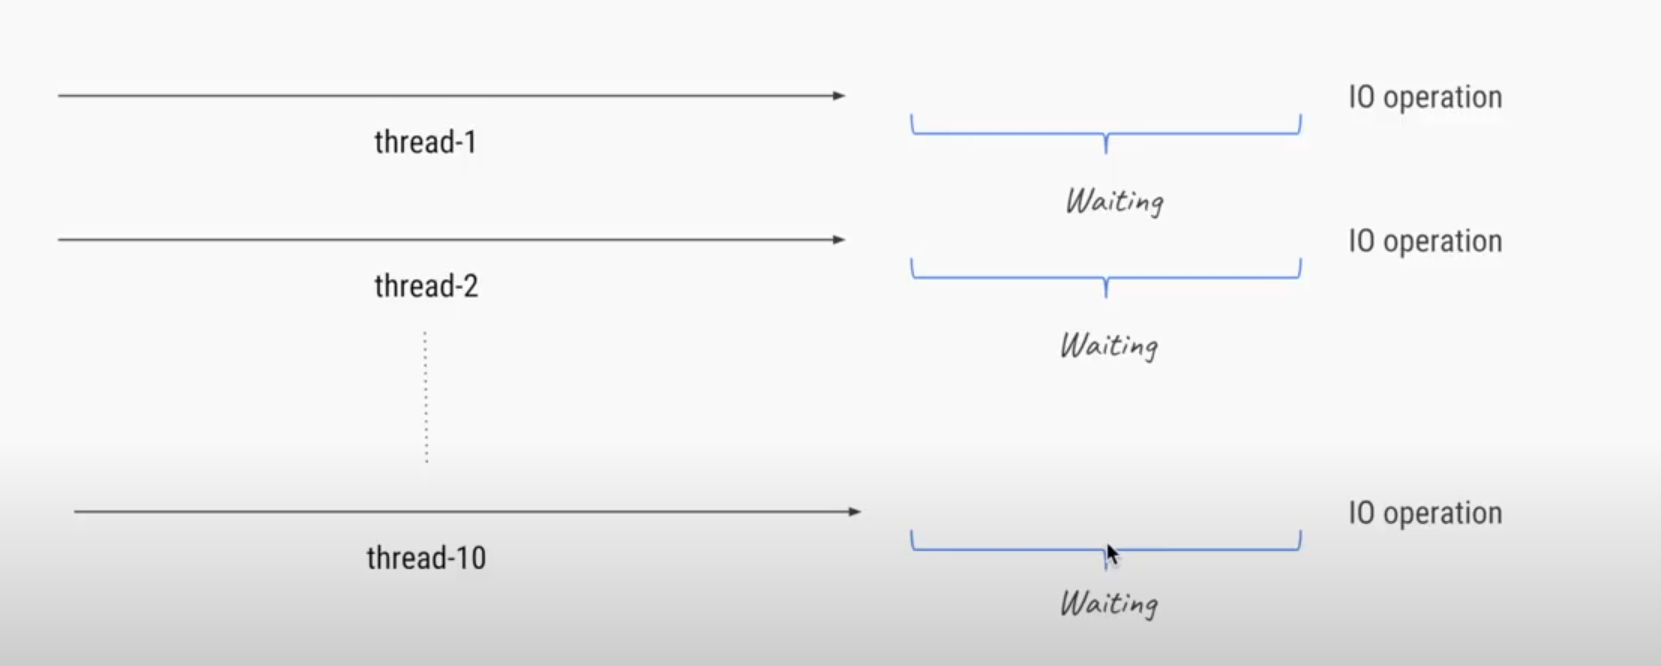 IO operation
thread-1
Waiting
IO operation
thread-2
Waiting
IO operation
thread-10
Waiting